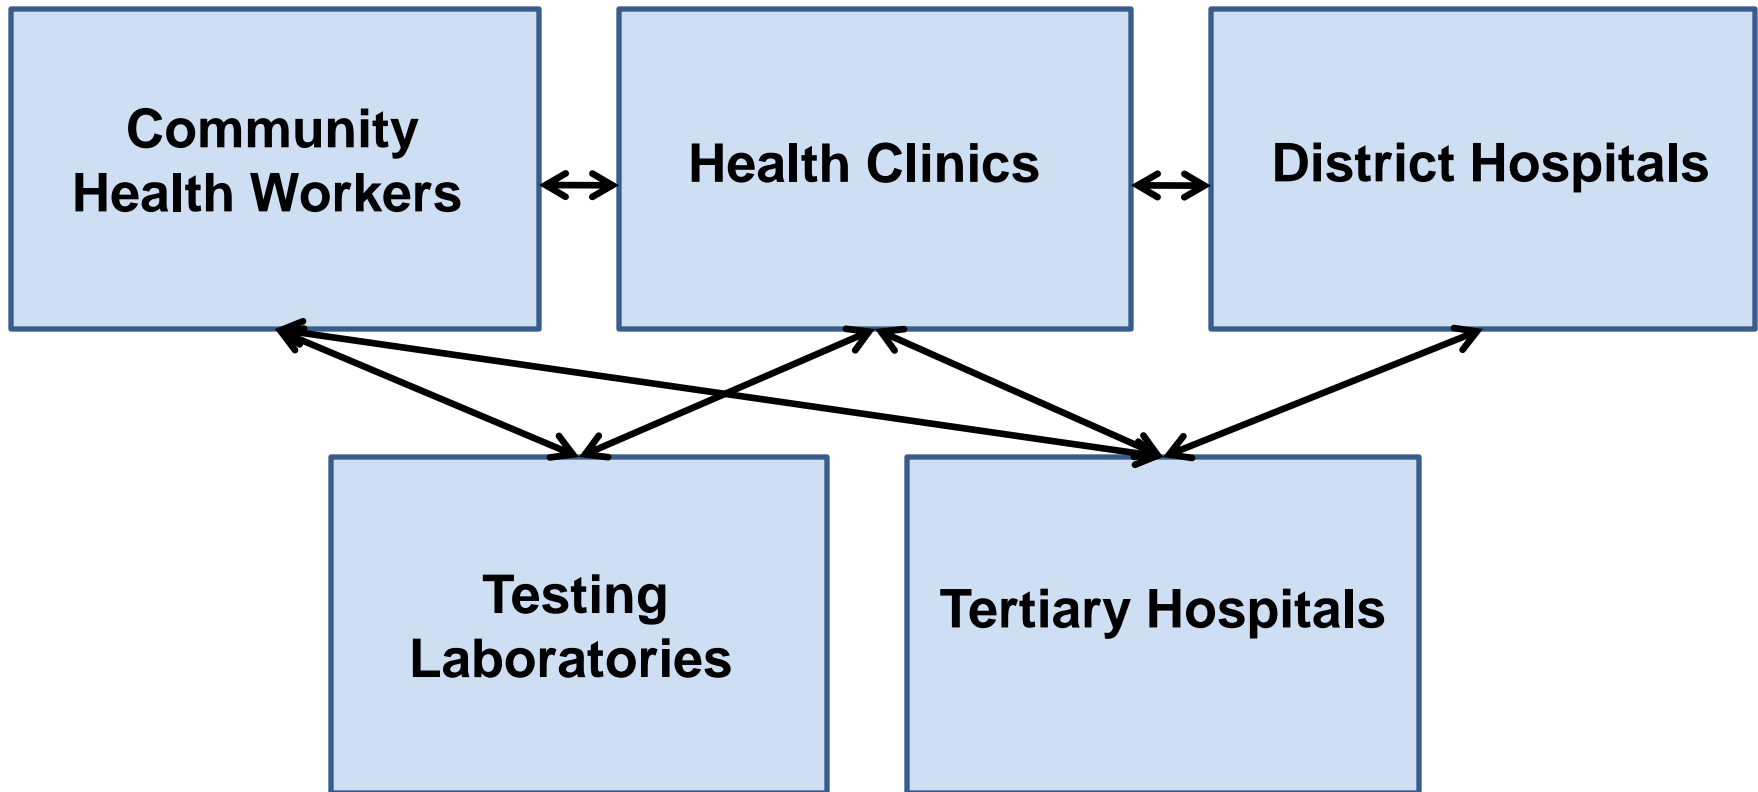 Community
Health Workers
Health Clinics
District Hospitals
Testing
Laboratories
Tertiary Hospitals